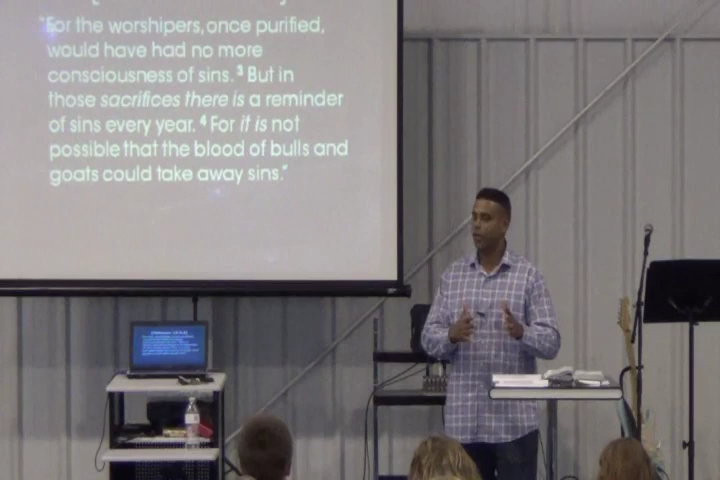 "For the worshipers, once purified,
would have had no more
consciousness of sins. ³ But in
those sacrifices there is a reminder
of sins every year. ⁴ For it is not
possible that the blood of bulls and
goats could take away sins."